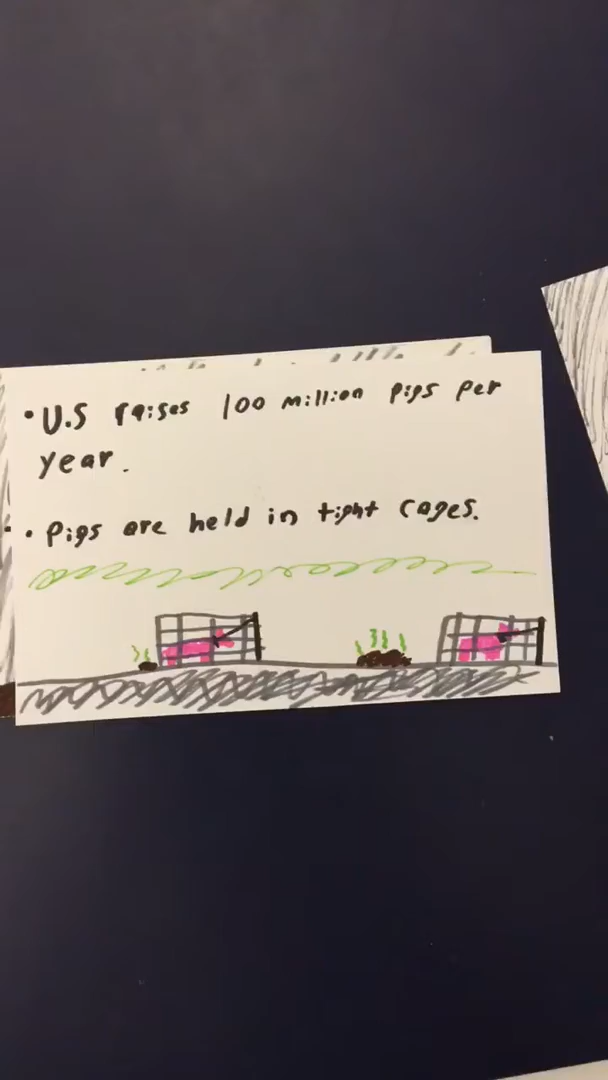 • U.S raises 100 million pigs per
year.
• Pigs are held in tight cages.